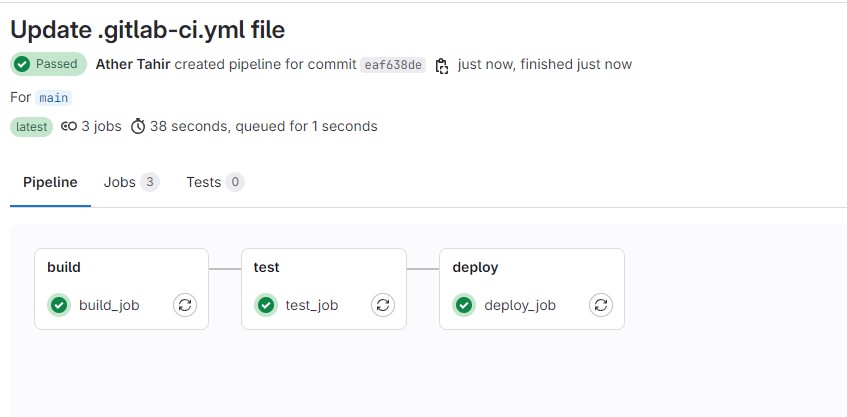 Update .gitlab-ci.yml file
Passed Ather Tahir created pipeline for commit eaf638de just now, finished just now
For main
latest 3 jobs 38 seconds, queued for 1 seconds
Pipeline Jobs 3 Tests 0
build test deploy
build_job test_job deploy_job